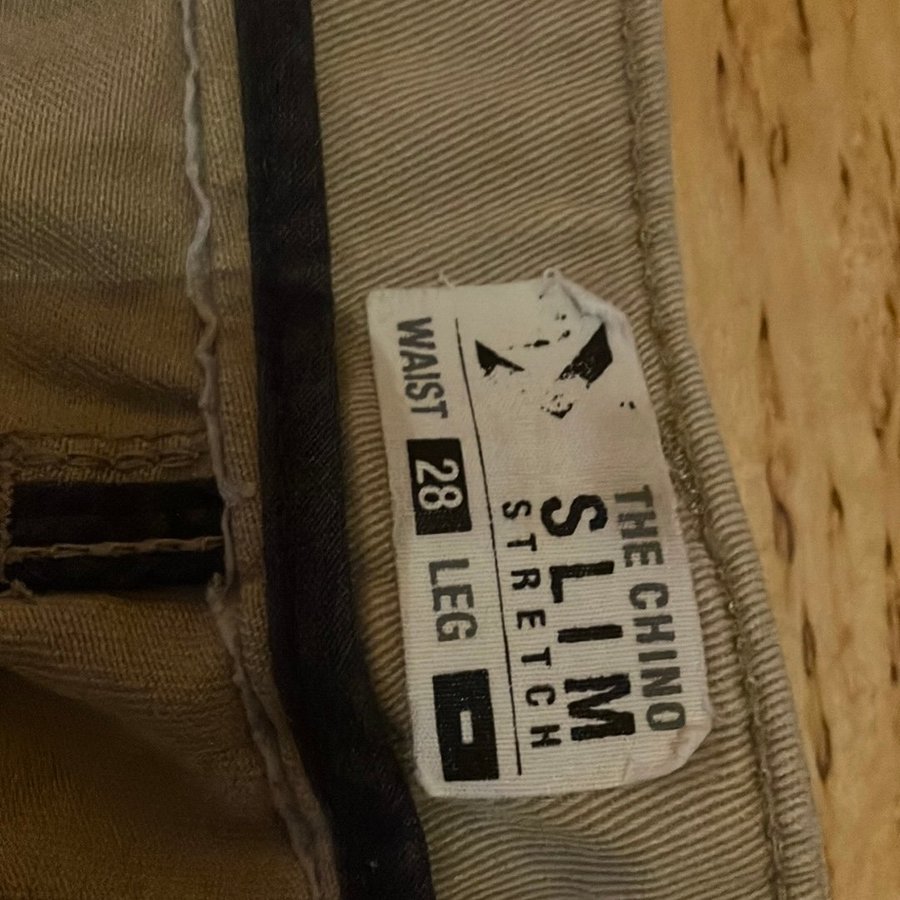 THE CHINO
SLIM
STRETCH
WAIST 28 LEG -